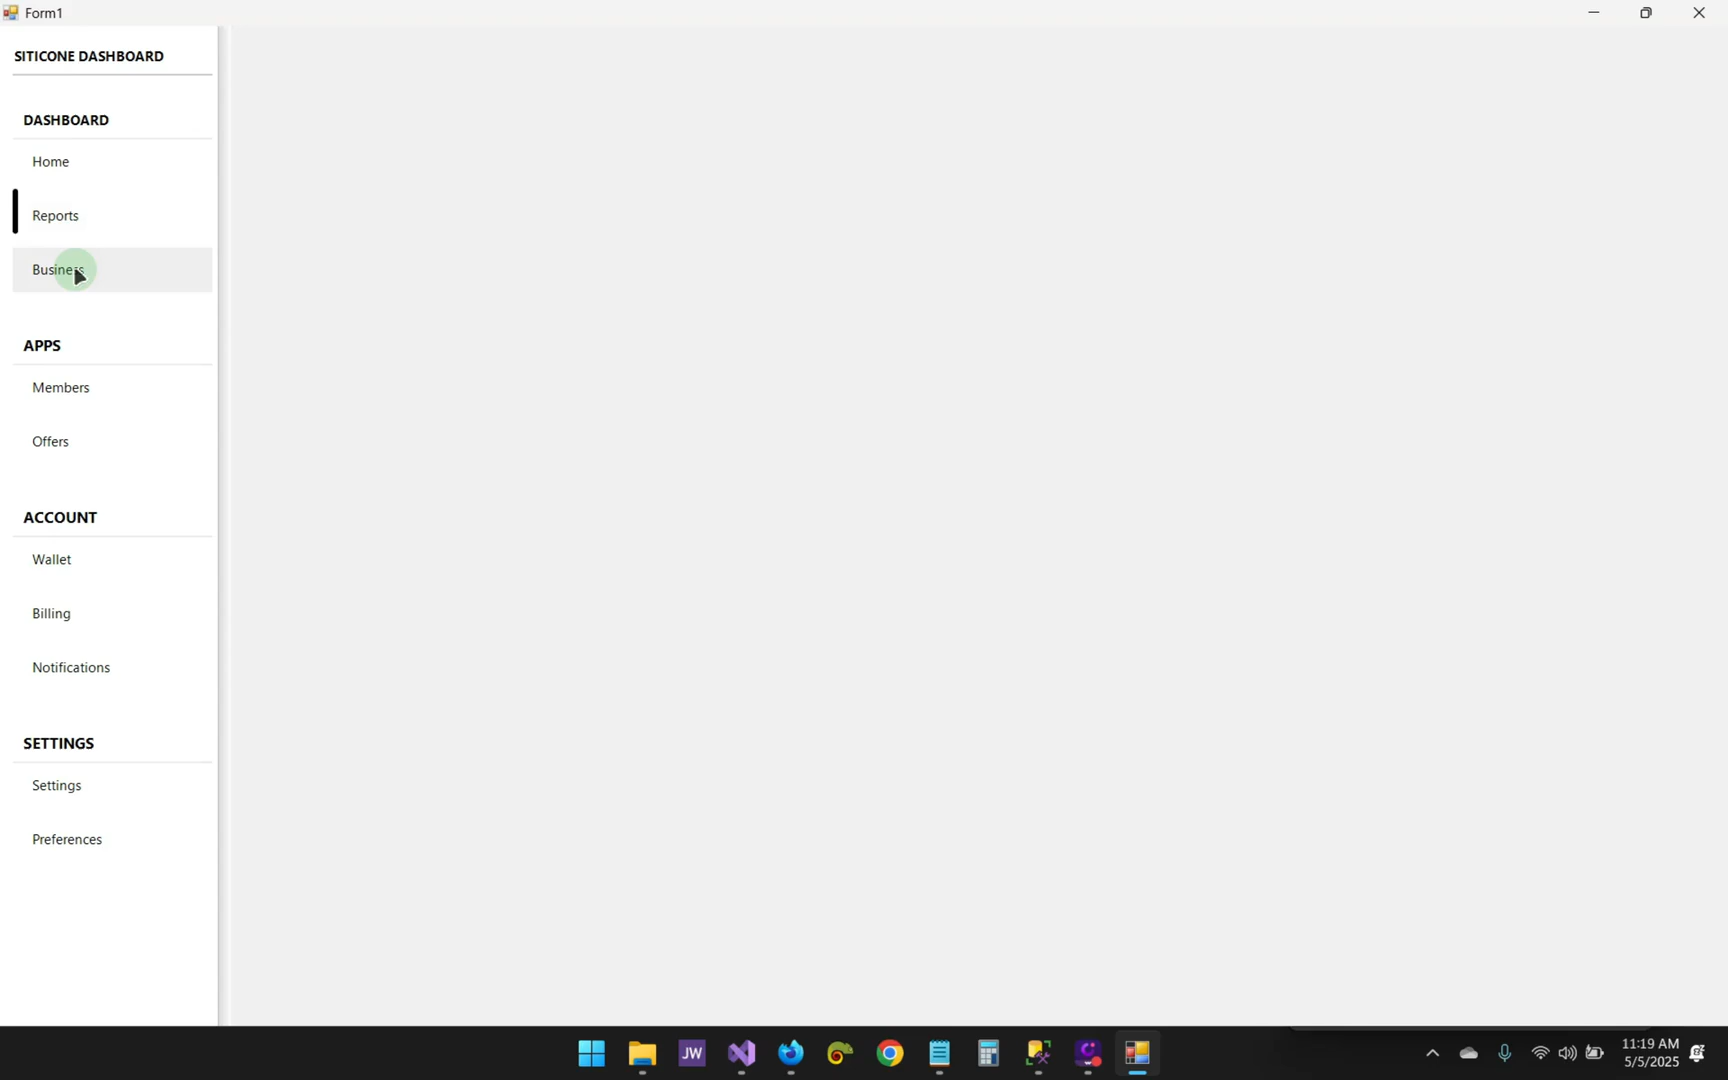 Form1
SITICONE DASHBOARD
DASHBOARD
Home
Reports
Business
APPS
Members
Offers
ACCOUNT
Wallet
Billing
Notifications
SETTINGS
Settings
Preferences
JW
11:19 AM
5/5/2025